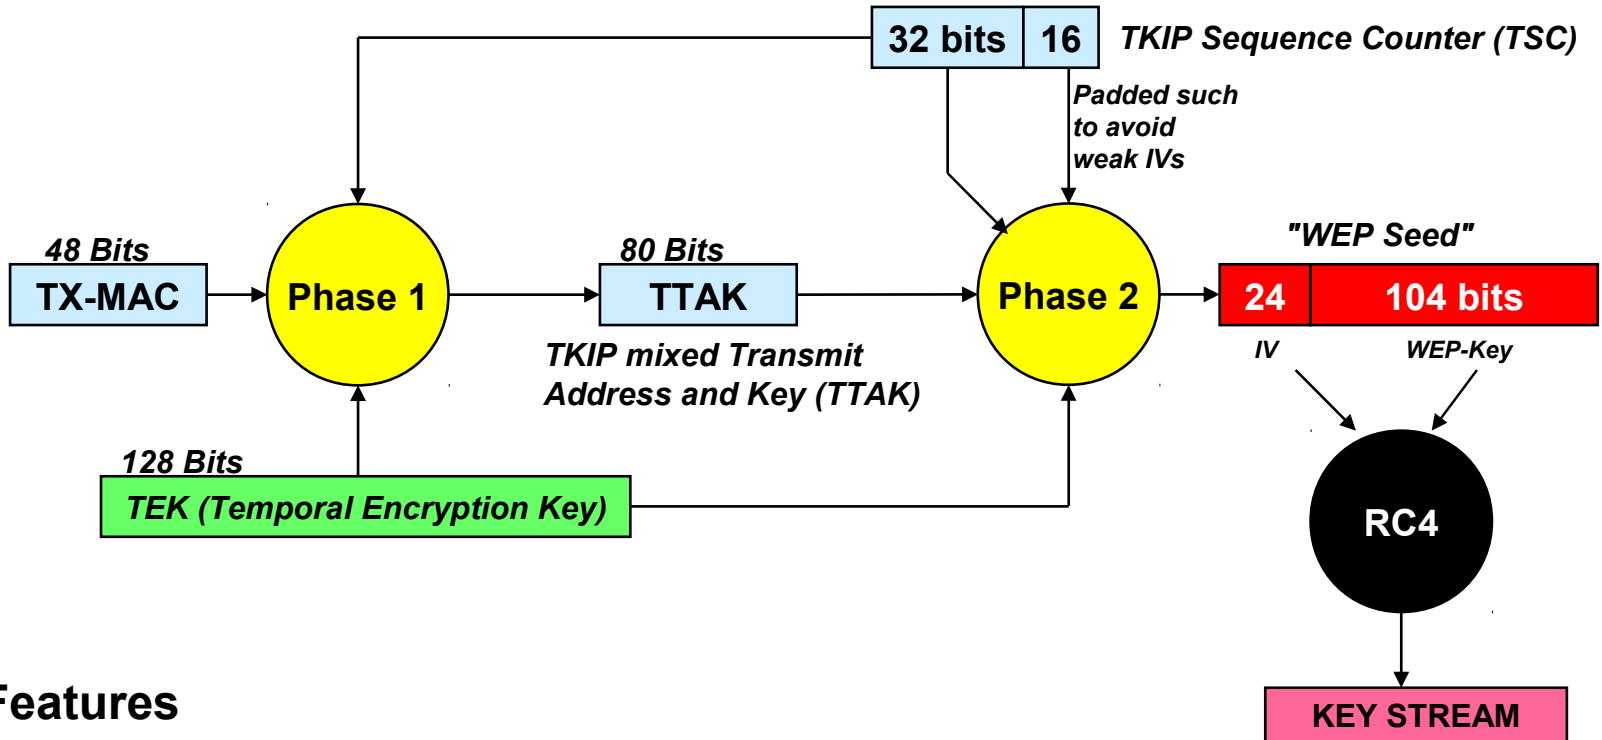 32 bits 16 TKIP Sequence Counter (TSC)
Padded such
to avoid
weak IVs
48 Bits
TX-MAC
Phase 1
80 Bits
TTAK
TKIP mixed Transmit
Address and Key (TTAK)
Phase 2
"WEP Seed"
24 104 bits
IV WEP-Key
128 Bits
TEK (Temporal Encryption Key)
RC4
KEY STREAM
Features